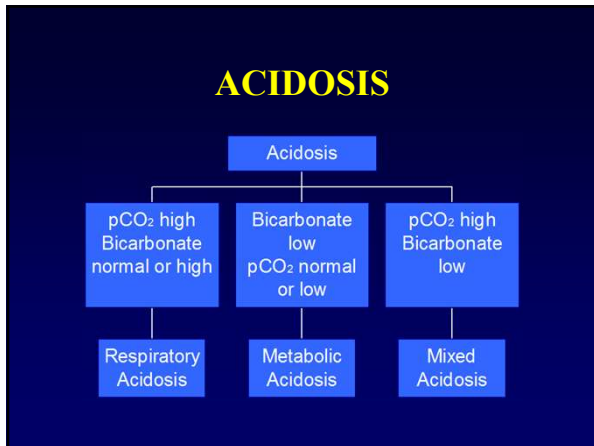 ACIDOSIS
Acidosis
pCO₂ high
Bicarbonate
normal or high
Bicarbonate
low
pCO₂ normal
or low
pCO₂ high
Bicarbonate
low
Respiratory
Acidosis
Metabolic
Acidosis
Mixed
Acidosis